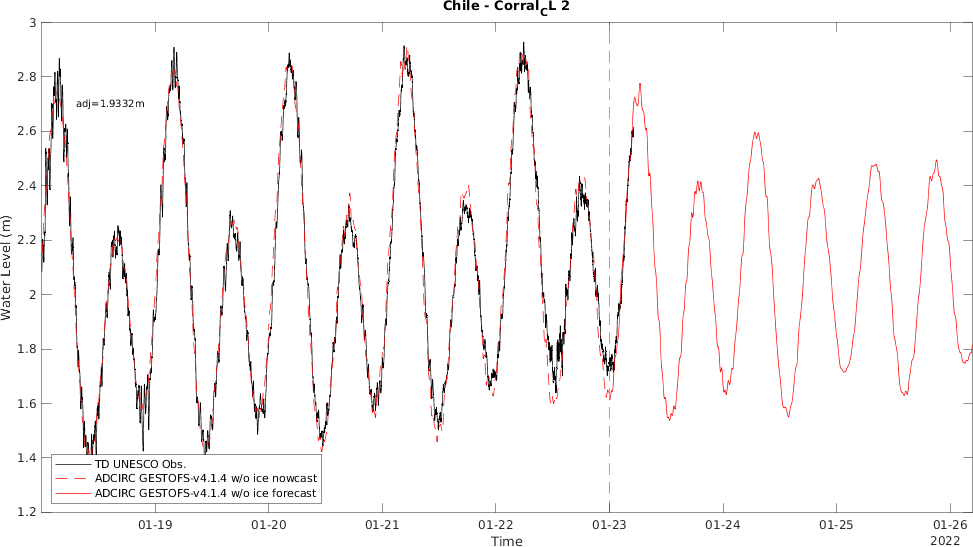 Chile - CorralCL 2
3
2.8
2.6
2.4
2.2
2
1.8
1.6
1.4
1.2
Water Level (m)
adj=1.9332m
TD UNESCO Obs.
ADCIRC GESTOFS-v4.1.4 w/o ice nowcast
ADCIRC GESTOFS-v4.1.4 w/o ice forecast
01-19 01-20 01-21 01-22 01-23 01-24 01-25 01-26
Time
2022